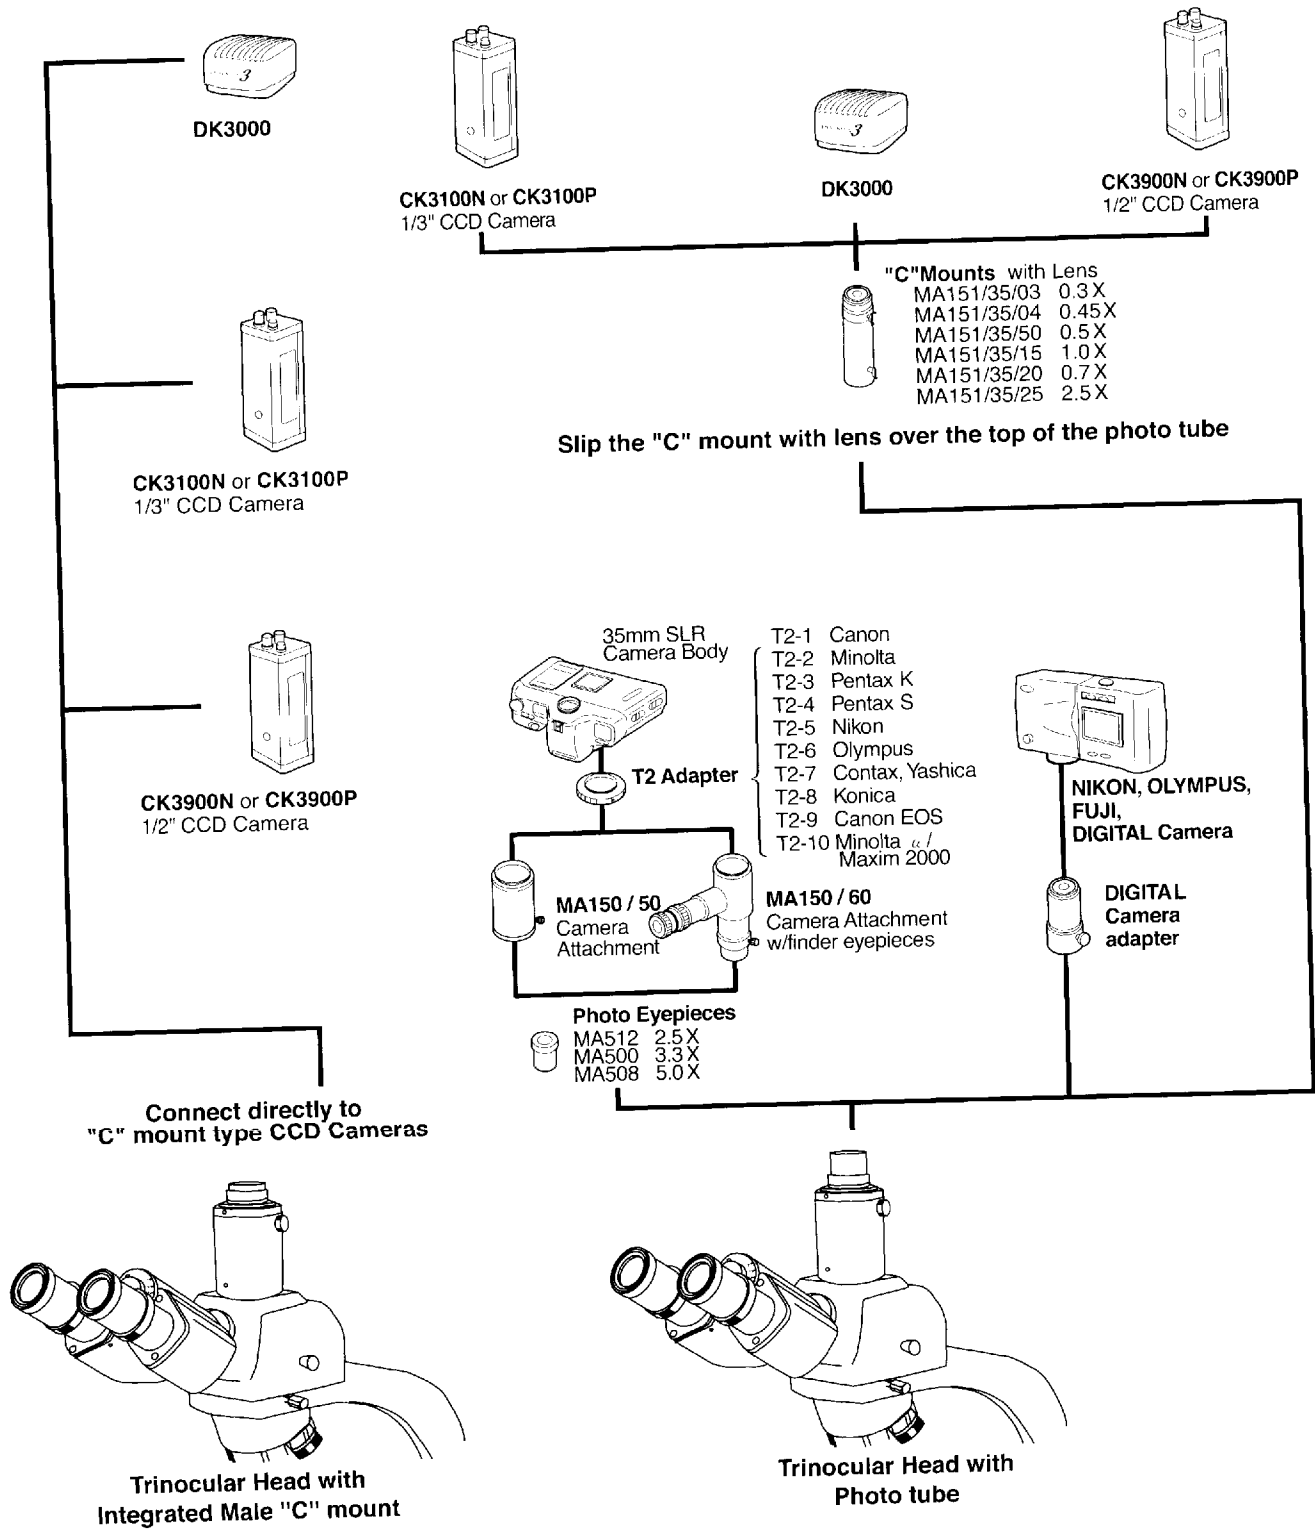 3
DK3000
CK3100N or CK3100P
1/3" CCD Camera
3
DK3000
CK3900N or CK3900P
1/2" CCD Camera
"C"Mounts with Lens
MA151/35/03 0.3X
MA151/35/04 0.45X
MA151/35/50 0.5X
MA151/35/15 1.0X
MA151/35/20 0.7X
MA151/35/25 2.5X
Slip the "C" mount with lens over the top of the photo tube
CK3100N or CK3100P
1/3" CCD Camera
CK3900N or CK3900P
1/2" CCD Camera
35mm SLR
Camera Body
T2 Adapter
T2-1 Canon
T2-2 Minolta
T2-3 Pentax K
T2-4 Pentax S
T2-5 Nikon
T2-6 Olympus
T2-7 Contax, Yashica
T2-8 Konica
T2-9 Canon EOS
T2-10 Minolta α /
Maxim 2000
NIKON, OLYMPUS,
FUJI,
DIGITAL Camera
MA150 / 50
Camera
Attachment
MA150 / 60
Camera Attachment
w/finder eyepieces
DIGITAL
Camera
adapter
Photo Eyepieces
MA512 2.5X
MA500 3.3X
MA508 5.0X
Connect directly to
"C" mount type CCD Cameras
Trinocular Head with
Integrated Male "C" mount
Trinocular Head with
Photo tube